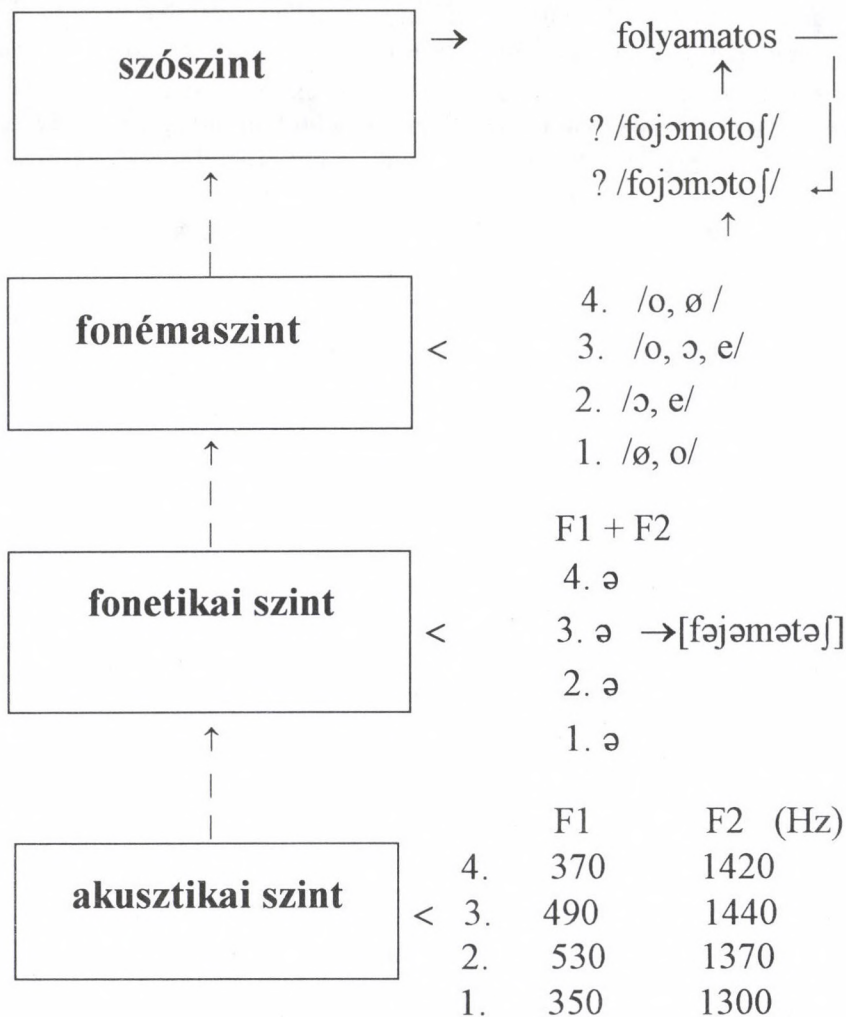 szószint → folyamatos —
↑
? /fojɔmotoʃ/
? /fojɔmɔtoʃ/ ↵
↑
fonémaszint <
4. /o, ø /
3. /o, ɔ, e/
2. /ɔ, e/
1. /ø, o/
fonetikai szint <
F1 + F2
4. ə
3. ə →[fəjəmətəʃ]
2. ə
1. ə
akusztikai szint <
F1 F2 (Hz)
4. 370 1420
3. 490 1440
2. 530 1370
1. 350 1300